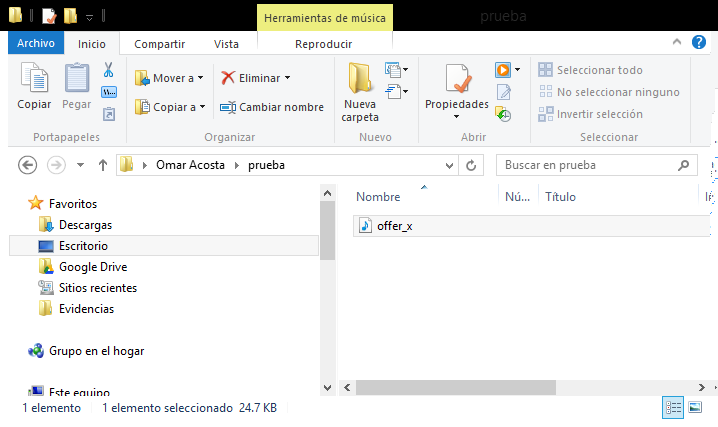 Herramientas de música
prueba
Archivo Inicio Compartir Vista Reproducir
Copiar
Pegar
Portapapeles
Mover a
Copiar a
Eliminar
Cambiar nombre
Organizar
Nueva
carpeta
Nuevo
Propiedades
Abrir
Seleccionar todo
No seleccionar ninguno
Invertir selección
Seleccionar
Omar Acosta prueba
Buscar en prueba
Favoritos
Descargas
Escritorio
Google Drive
Sitios recientes
Evidencias
Grupo en el hogar
Este equipo
Nombre Nú... Título
offer_x
1 elemento 1 elemento seleccionado 24.7 KB